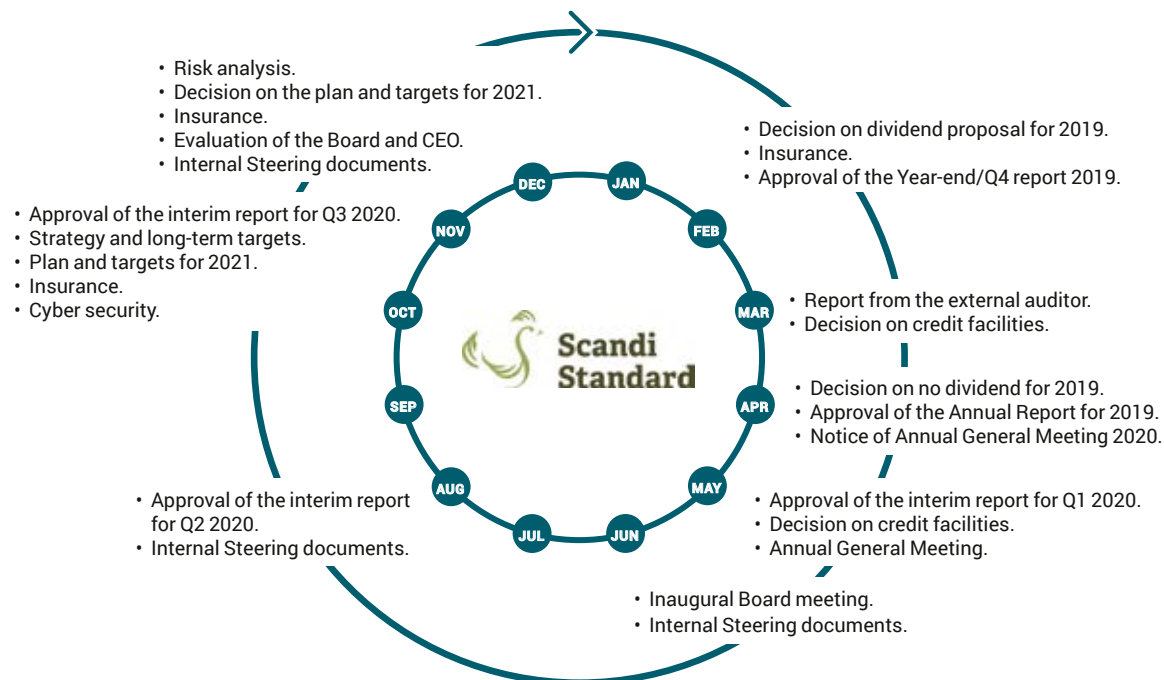 • Risk analysis.
• Decision on the plan and targets for 2021.
• Insurance.
• Evaluation of the Board and CEO.
• Internal Steering documents.
• Decision on dividend proposal for 2019.
• Insurance.
• Approval of the Year-end/Q4 report 2019.
• Approval of the interim report for Q3 2020.
• Strategy and long-term targets.
• Plan and targets for 2021.
• Insurance.
• Cyber security.
• Report from the external auditor.
• Decision on credit facilities.
• Decision on no dividend for 2019.
• Approval of the Annual Report for 2019.
• Notice of Annual General Meeting 2020.
• Approval of the interim report
for Q2 2020.
• Internal Steering documents.
• Approval of the interim report for Q1 2020.
• Decision on credit facilities.
• Annual General Meeting.
• Inaugural Board meeting.
• Internal Steering documents.
JAN
FEB
MAR
APR
MAY
JUN
JUL
AUG
SEP
OCT
NOV
DEC
Scandi
Standard